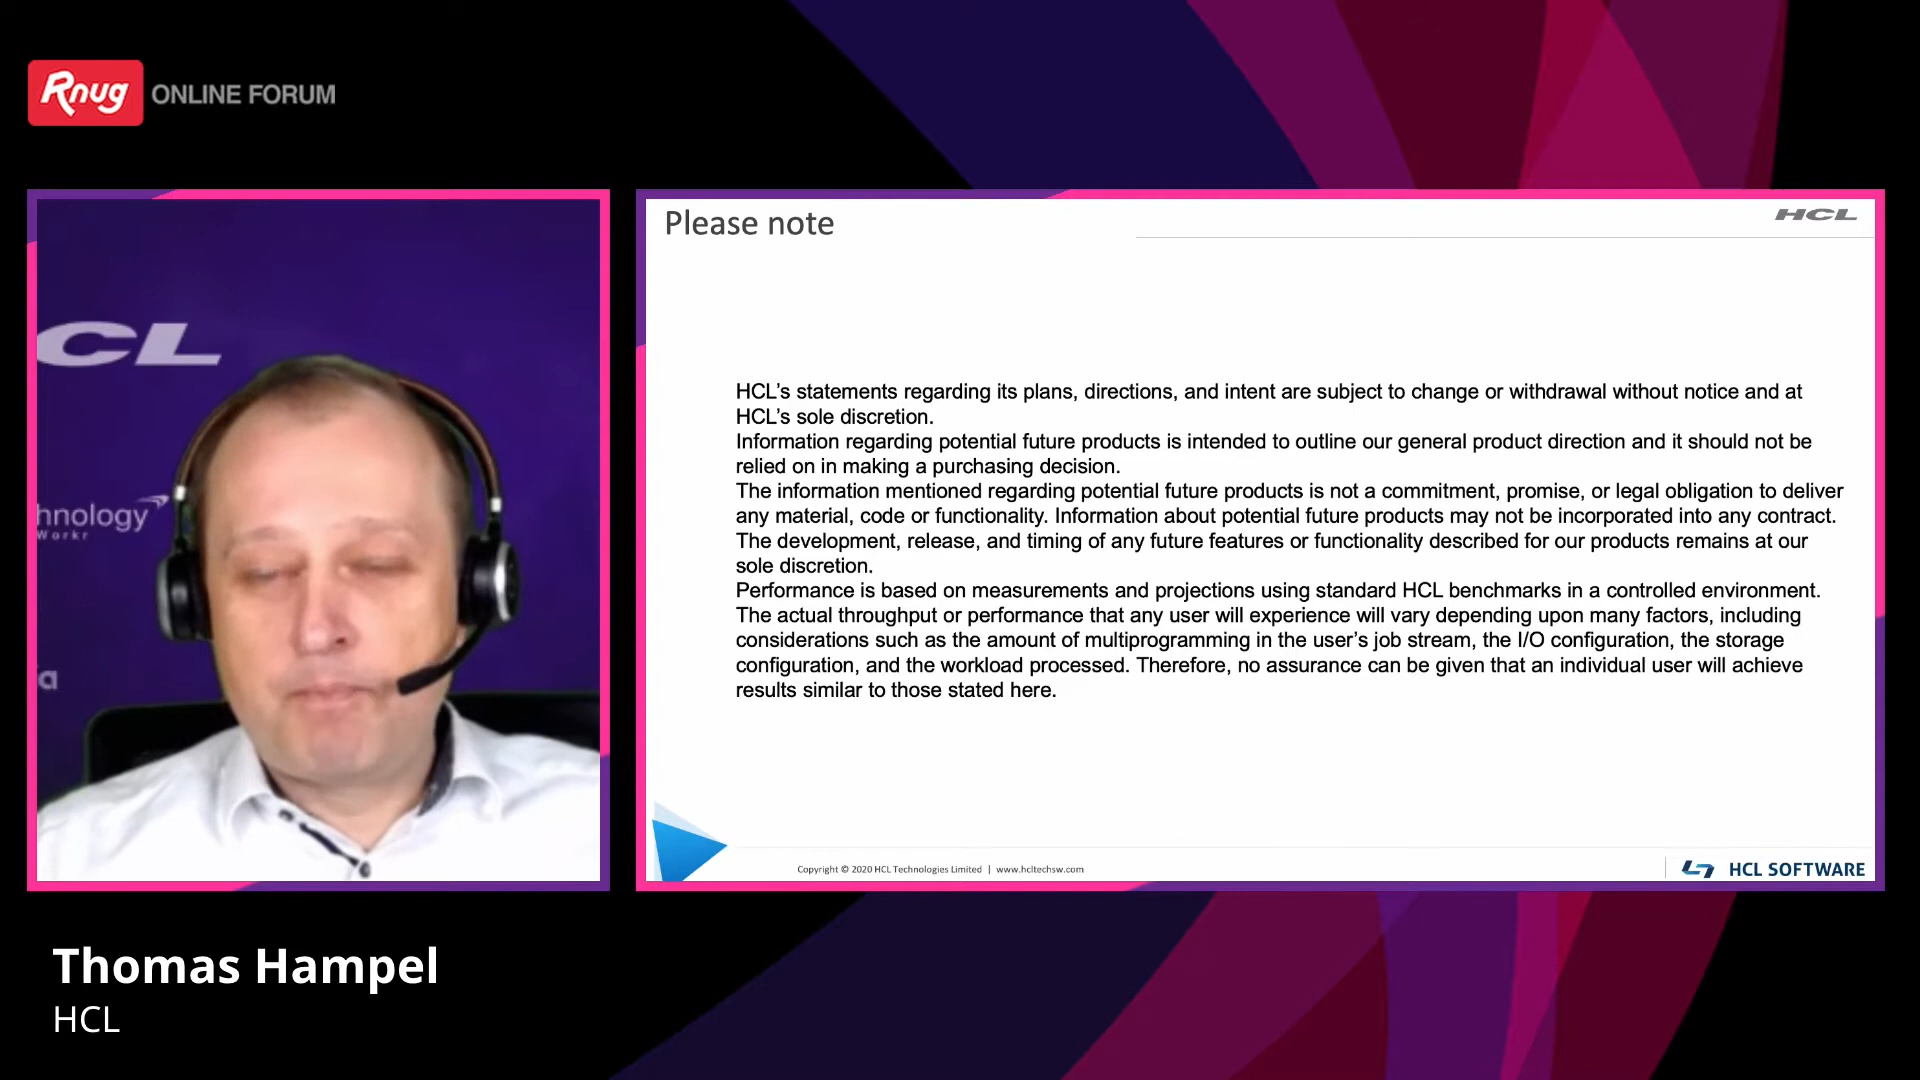 Rnug ONLINE FORUM
CL
hnology
Workr
a
Please note
HCL
HCL’s statements regarding its plans, directions, and intent are subject to change or withdrawal without notice and at
HCL’s sole discretion.
Information regarding potential future products is intended to outline our general product direction and it should not be
relied on in making a purchasing decision.
The information mentioned regarding potential future products is not a commitment, promise, or legal obligation to deliver
any material, code or functionality. Information about potential future products may not be incorporated into any contract.
The development, release, and timing of any future features or functionality described for our products remains at our
sole discretion.
Performance is based on measurements and projections using standard HCL benchmarks in a controlled environment.
The actual throughput or performance that any user will experience will vary depending upon many factors, including
considerations such as the amount of multiprogramming in the user’s job stream, the I/O configuration, the storage
configuration, and the workload processed. Therefore, no assurance can be given that an individual user will achieve
results similar to those stated here.
Copyright © 2020 HCL Technologies Limited | www.hcltechsw.com
HCL SOFTWARE
Thomas Hampel
HCL